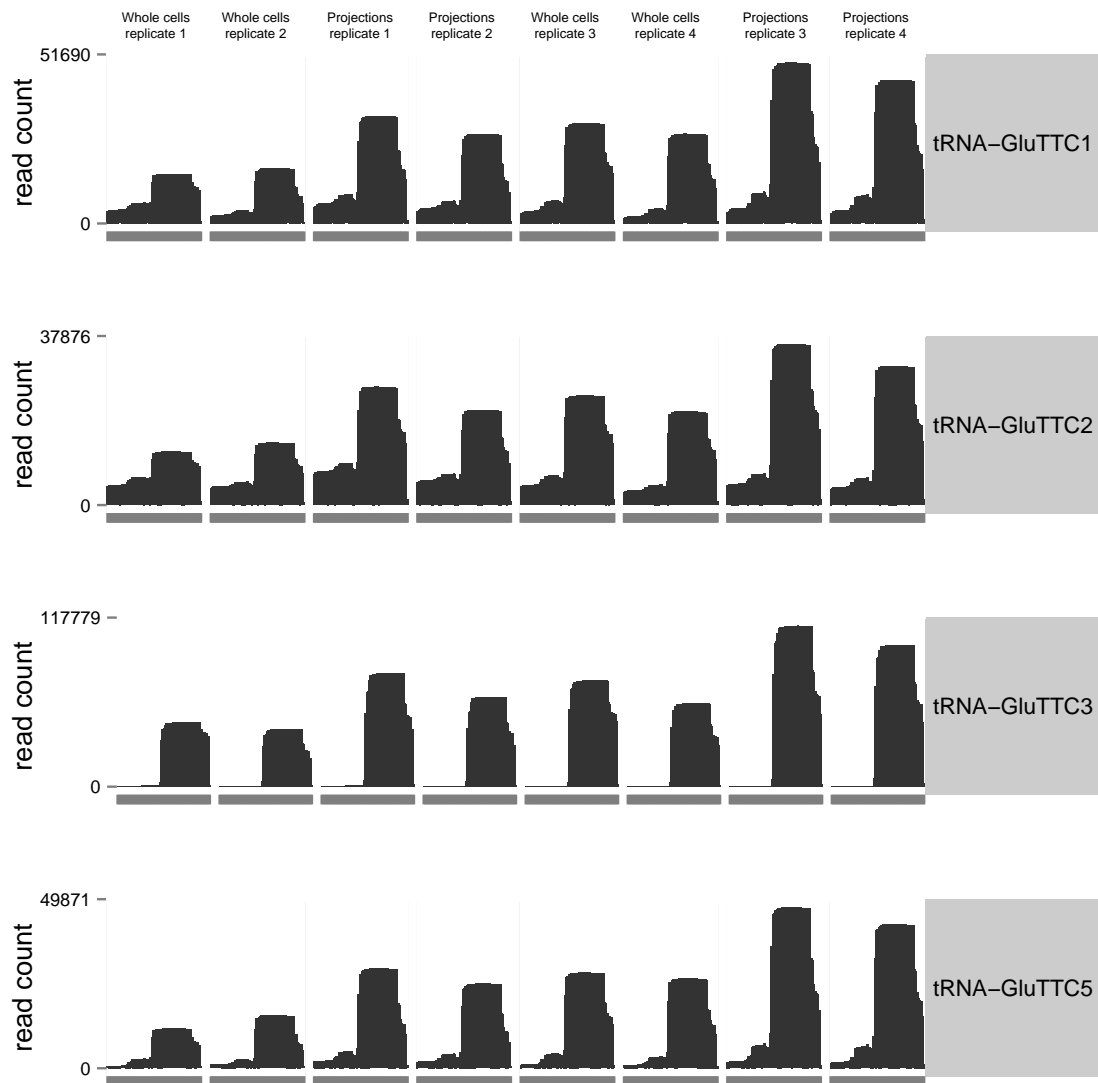 Whole cells Whole cells Projections Projections Whole cells Whole cells Projections Projections
replicate 1 replicate 2 replicate 1 replicate 2 replicate 3 replicate 4 replicate 3 replicate 4
51690
read count
0
tRNA−GluTTC1
37876
read count
0
tRNA−GluTTC2
117779
read count
0
tRNA−GluTTC3
49871
read count
0
tRNA−GluTTC5